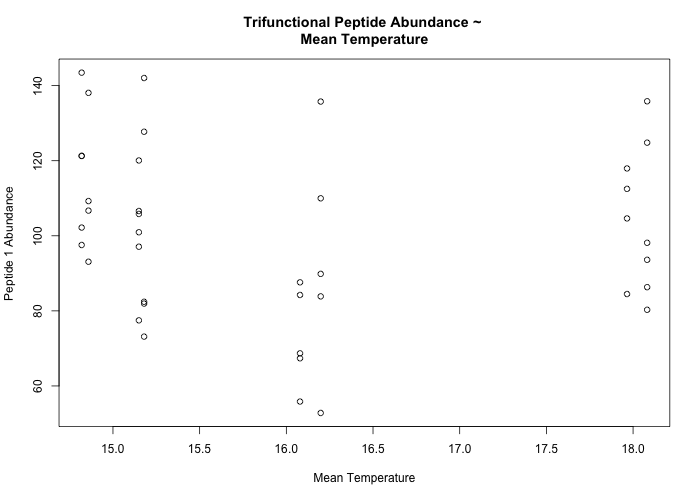 Trifunctional Peptide Abundance ~
Mean Temperature
Peptide 1 Abundance
140
120
100
80
60
15.0 15.5 16.0 16.5 17.0 17.5 18.0
Mean Temperature